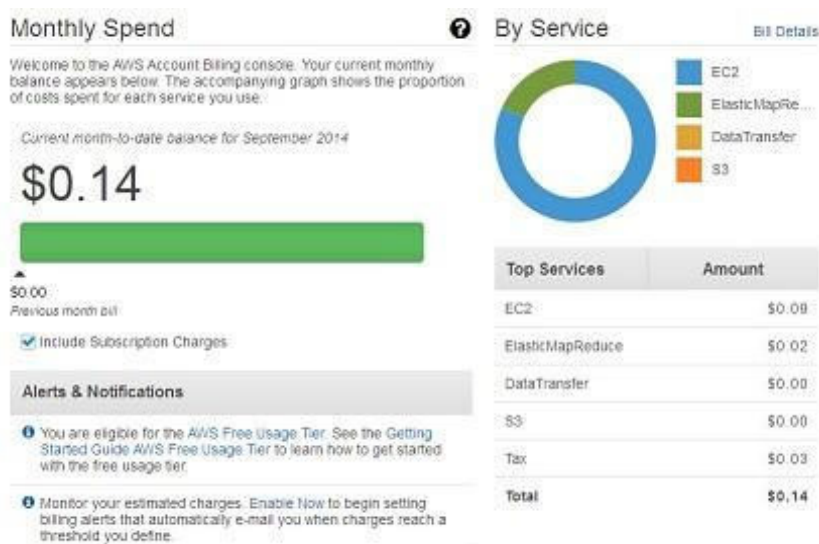 Monthly Spend
Welcome to the AWS Account Billing console. Your current monthly
balance appears below. The accompanying graph shows the proportion
of costs spent for each service you use.
Current month-to-date balance for September 2014
$0.14
$0.00
Previous month bill
Include Subscription Charges
Alerts & Notifications
You are eligible for the AWS Free Usage Tier. See the Getting
Started Guide AWS Free Usage Tier to learn how to get started
with the free usage tier.
Monitor your estimated charges. Enable Now to begin setting
billing alerts that automatically e-mail you when charges reach a
threshold you define.
By Service
Bill Details
EC2
ElasticMapRe...
DataTransfer
S3
Top Services Amount
EC2 $0.09
ElasticMapReduce $0.02
DataTransfer $0.00
S3 $0.00
Tax $0.03
Total $0.14